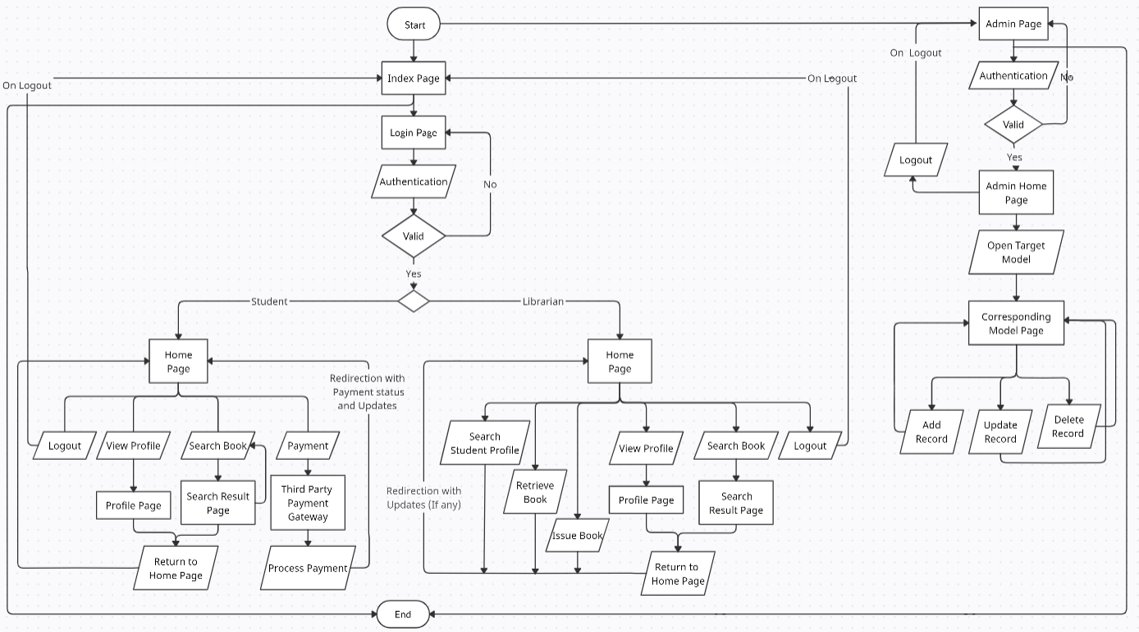 Start
Admin Page
On Logout
Index Page
On Logout
On Logout
Authentication
No
Login Page
Valid
Logout
Yes
Authentication
No
Admin Home
Page
Valid
Open Target
Model
Yes
Student
Librarian
Corresponding
Model Page
Home
Page
Redirection with
Payment status
and Updates
Home
Page
Add
Record
Update
Record
Delete
Record
Logout
View Profile
Search Book
Payment
Search
Student Profile
View Profile
Search Book
Logout
Profile Page
Search Result
Page
Third Party
Payment
Gateway
Redirection with
Updates (If any)
Retrieve
Book
Profile Page
Search
Result Page
Issue Book
Return to
Home Page
Process Payment
Return to
Home Page
End